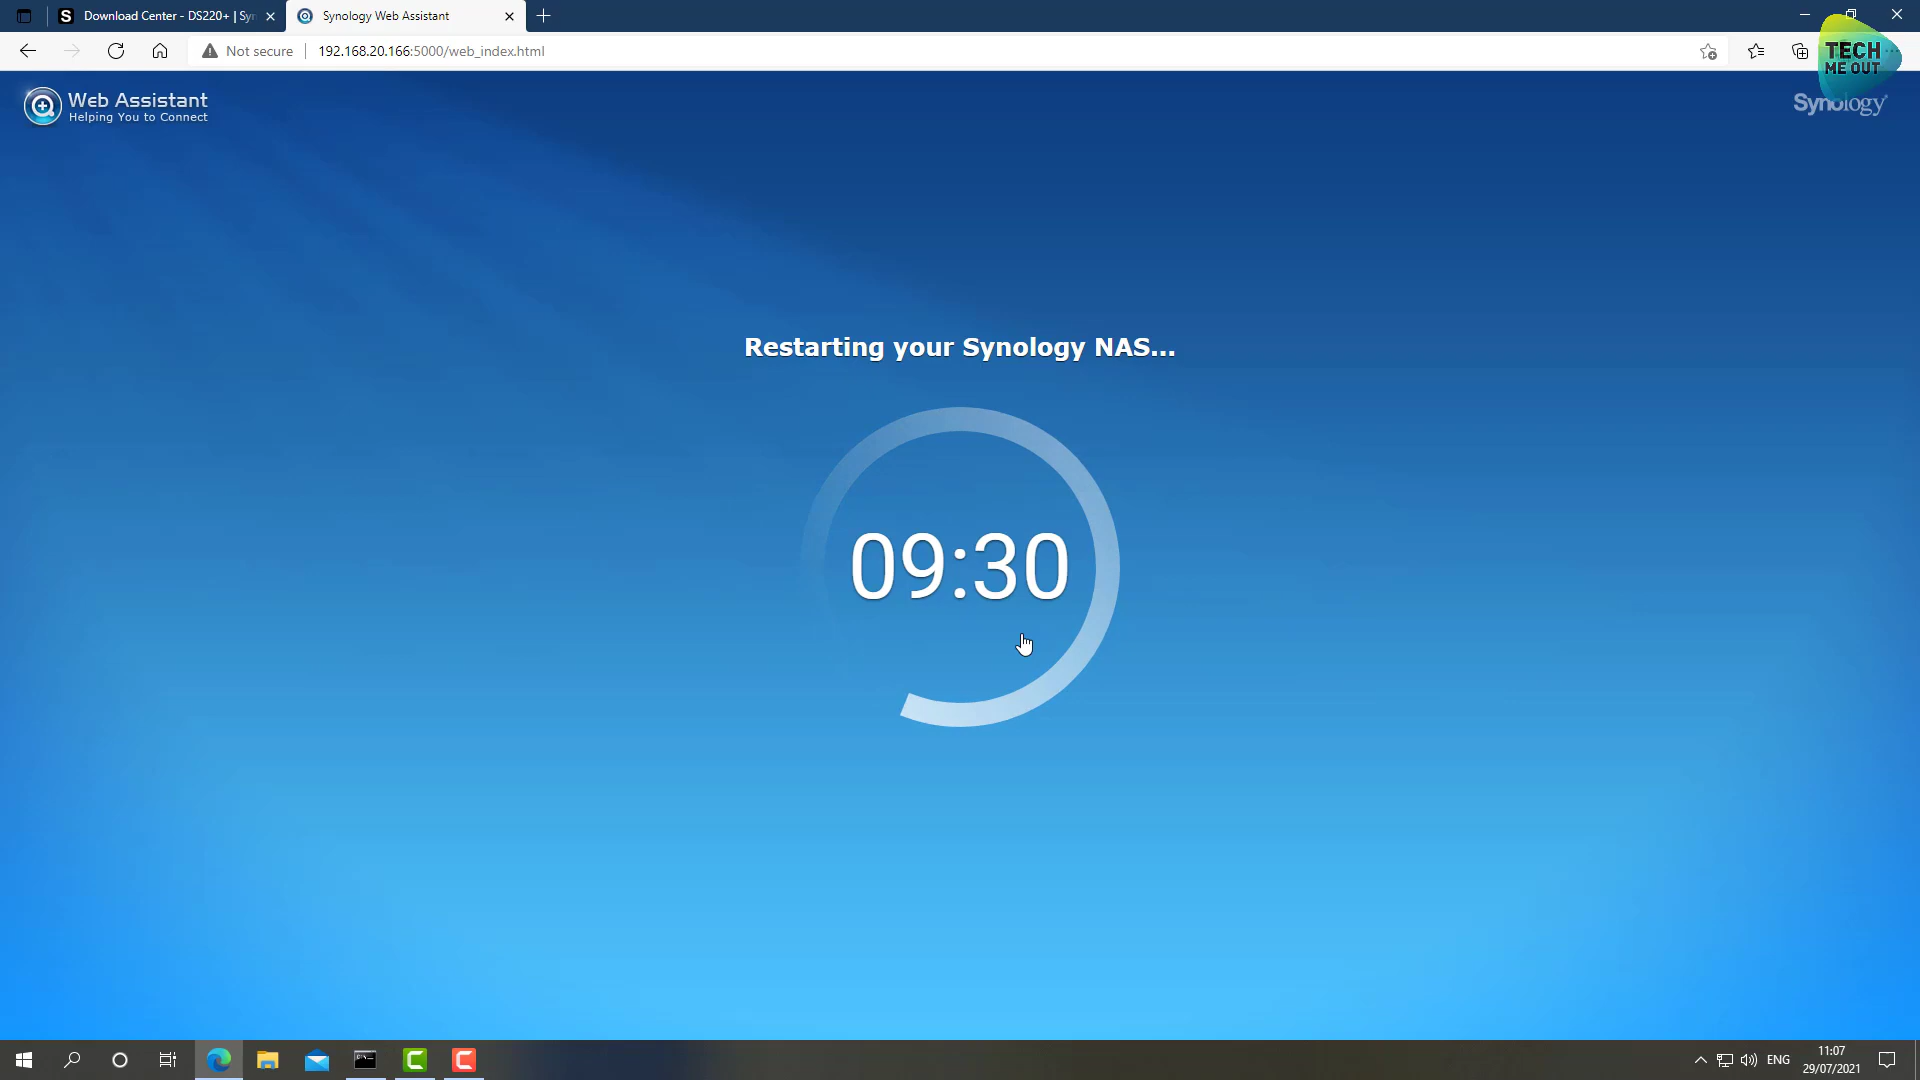 Download Center - DS220+ | Sy
Synology Web Assistant
Not secure
192.168.20.166:5000/web_index.html
TECH
ME OUT
Web Assistant
Helping You to Connect
Synology
Restarting your Synology NAS...
09:30
ENG
11:07
29/07/2021